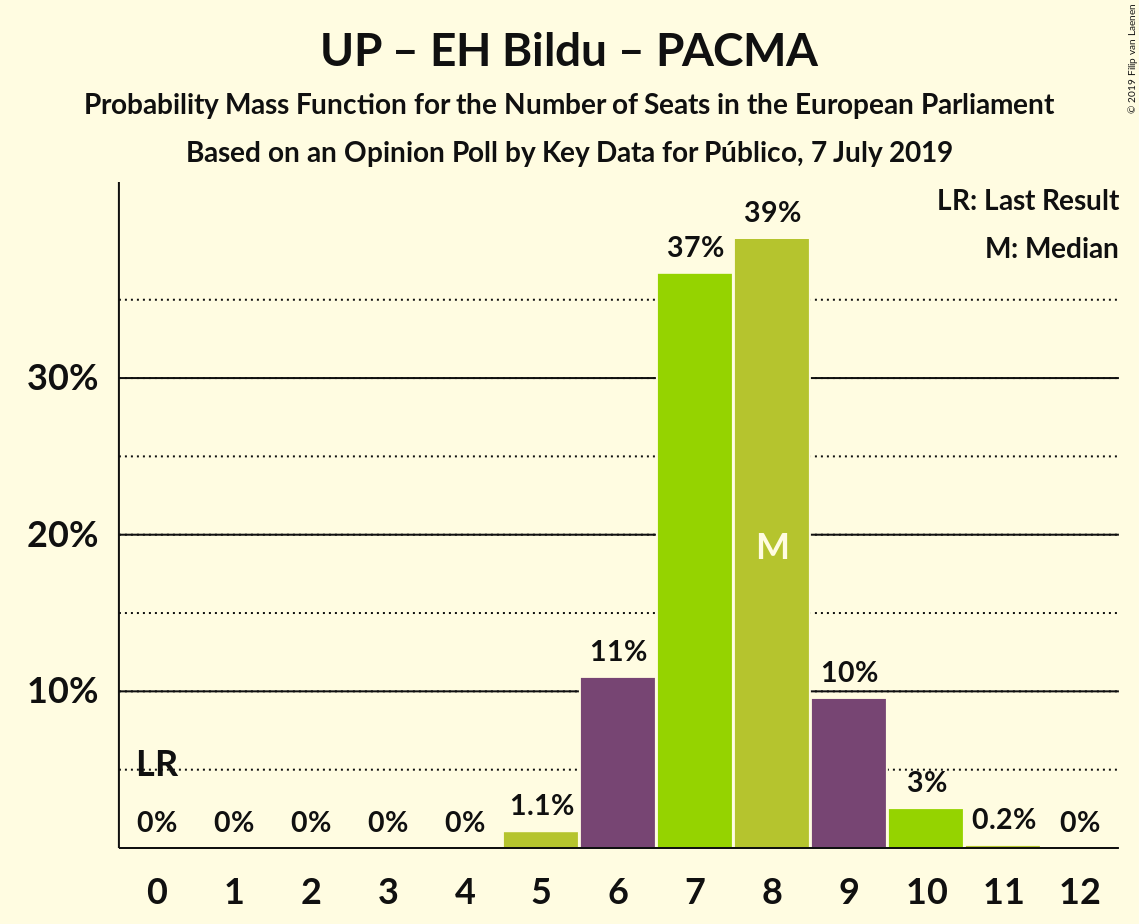 UP – EH Bildu – PACMA
Probability Mass Function for the Number of Seats in the European Parliament
Based on an Opinion Poll by Key Data for Público, 7 July 2019
© 2019 Filip van Laenen
LR: Last Result
M: Median
39%
37%
30%
20%
M
11%
10%
10%
LR
3%
1.1%
0% 0% 0% 0% 0% 0.2% 0%
0 1 2 3 4 5 6 7 8 9 10 11 12